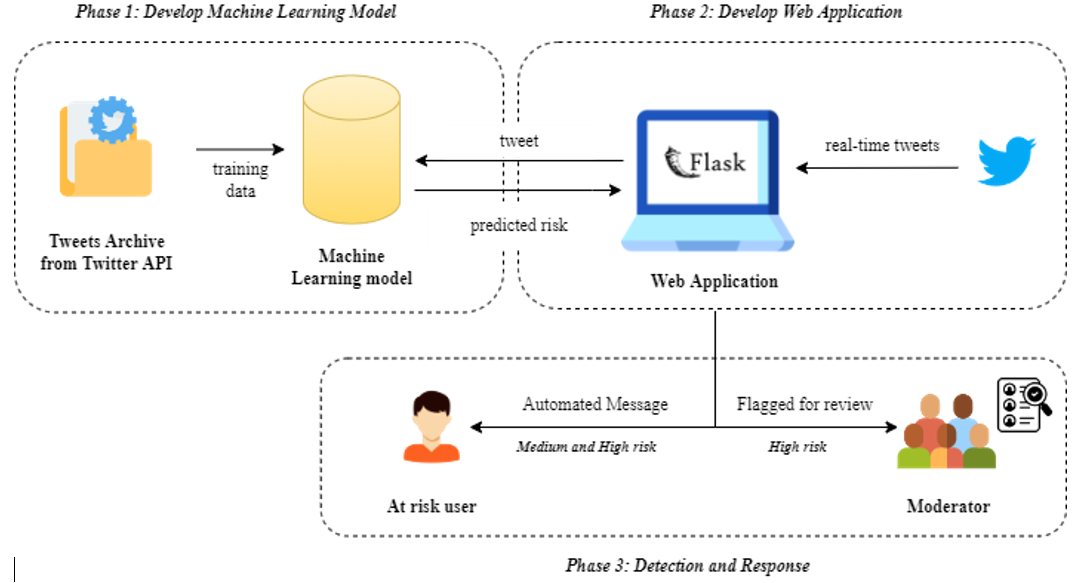 Phase 1: Develop Machine Learning Model
Phase 2: Develop Web Application
training
data
Tweets Archive
from Twitter API
Machine
Learning model
tweet
predicted risk
Flask
Web Application
real-time tweets
Automated Message
Medium and High risk
Flagged for review
High risk
At risk user
Moderator
Phase 3: Detection and Response